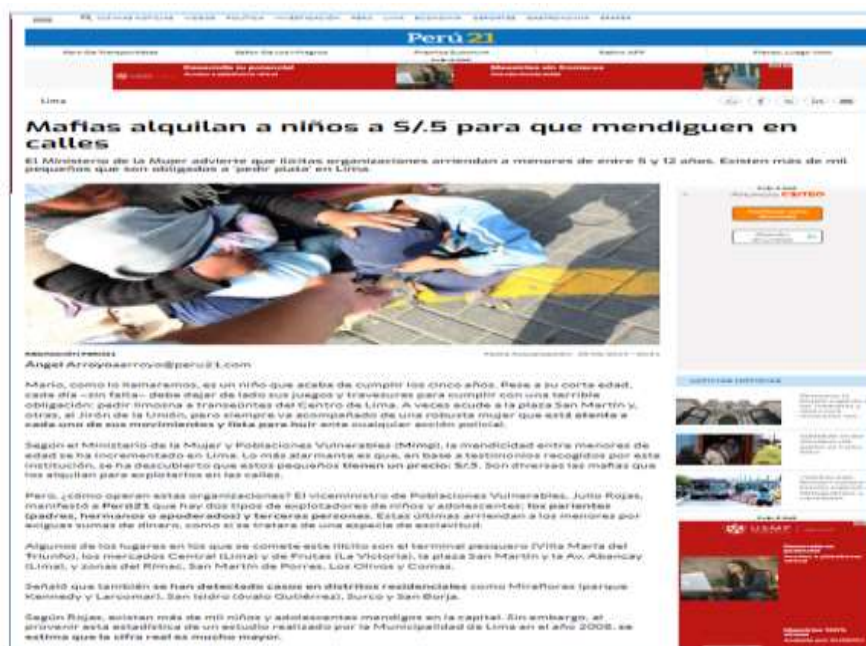 Perú 21
Desarrolla tu potencial
Maestrías sin fronteras
Lima
Mafias alquilan a niños a S/.5 para que mendiguen en
calles
El Ministerio de la Mujer advierte que ilícitas organizaciones arriendan a menores de entre 5 y 12 años. Existen más de mil
pequeños que son obligados a 'pedir plata' en Lima.
Ángel Arroyoaarroyo@peru21.com
Mario, como lo llamaremos, es un niño que acaba de cumplir los cinco años. Pese a su corta edad,
cada día –sin falta– debe dejar de lado sus juegos y travesuras para cumplir con una terrible
obligación: pedir limosna a transeúntes del Centro de Lima. A veces acude a la plaza San Martín y,
otras, al Jirón de la Unión, pero siempre va acompañado de una robusta mujer que está atenta a
cada uno de sus movimientos y lista para huir ante cualquier acción policial.
Según el Ministerio de la Mujer y Poblaciones Vulnerables (Mimp), la mendicidad entre menores de
edad se ha incrementado en Lima. Lo más alarmante es que, en base a testimonios recogidos por esta
institución, se ha descubierto que estos pequeños tienen un precio: S/.5. Son diversas las mafias que
los alquilan para explotarlos en las calles.
Pero, ¿cómo operan estas organizaciones? El viceministro de Poblaciones Vulnerables, Julio Rojas,
manifestó a Perú21 que hay dos tipos de explotadores de niños y adolescentes: los parientes
(padres, hermanos o apoderados) y terceras personas. Estas últimas arriendan a los menores por
exiguas sumas de dinero, como si se tratara de una especie de esclavitud.
Algunos de los lugares en los que se comete este ilícito son el terminal pesquero (Villa María del
Triunfo), los mercados Central (Lima) y de Frutas (La Victoria), la plaza San Martín y la Av. Abancay
(Lima), y zonas del Rímac, San Martín de Porres, Los Olivos y Comas.
Señaló que también se han detectado casos en distritos residenciales como Miraflores (parque
Kennedy y Larcomar), San Isidro (óvalo Gutiérrez), Surco y San Borja.
Según Rojas, existen más de mil niños y adolescentes mendigos en la capital. Sin embargo, al
provenir esta estadística de un estudio realizado por la Municipalidad de Lima en el año 2008, se
estima que la cifra real es mucho mayor.
USMP